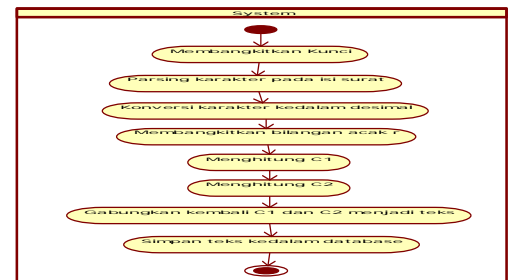 System
Membangkitkan Kunci
Parsing karakter pada isi surat
Konversi karakter kedalam desimal
Membangkitkan bilangan acak r
Menghitung C1
Menghitung C2
Gabungkan kembali C1 dan C2 menjadi teks
Simpan teks kedalam database